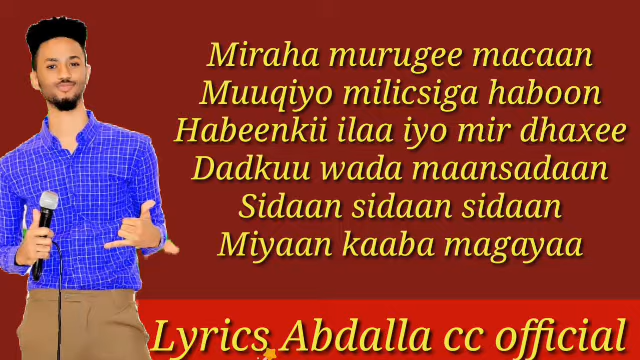 Miraha murugee macaan
Muuqiyo milicsiga haboon
Habeenkii ilaa iyo mir dhaxee
Dadkuu wada maansadaan
Sidaan sidaan sidaan
Miyaan kaaba magayaa
Lyrics Abdalla cc official